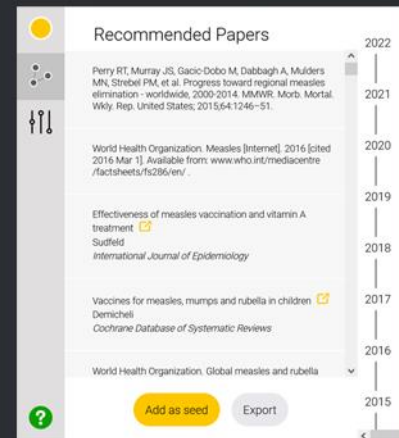 Recommended Papers
Perry RT, Murray JS, Gacic-Dobo M, Dabbagh A, Mulders
MN, Strebel PM, et al. Progress toward regional measles
elimination - worldwide, 2000-2014. MMWR. Morb. Mortal.
Wkly. Rep. United States; 2015;64:1246–51.
World Health Organization. Measles [Internet]. 2016 [cited
2016 Mar 1]. Available from: www.who.int/mediacentre
/factsheets/fs286/en/ .
Effectiveness of measles vaccination and vitamin A
treatment
Sudfeld
International Journal of Epidemiology
Vaccines for measles, mumps and rubella in children
Demicheli
Cochrane Database of Systematic Reviews
World Health Organization. Global measles and rubella
Add as seed
Export
?
2022
2021
2020
2019
2018
2017
2016
2015